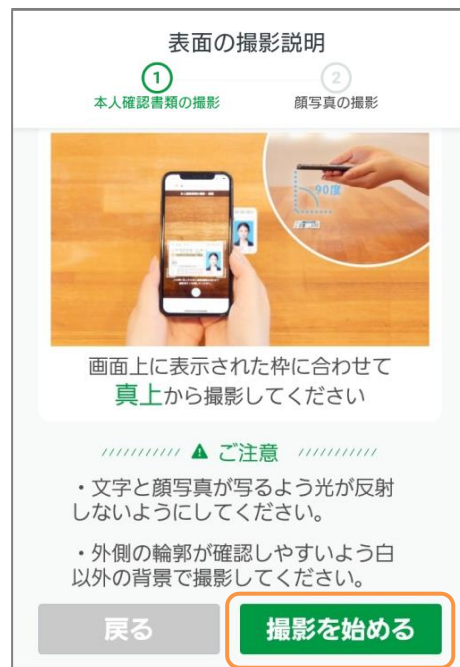 表面の撮影説明
1
2
本人確認書類の撮影
顔写真の撮影
90度
画面上に表示された枠に合わせて
真上から撮影してください
ご注意
・文字と顔写真が写るよう光が反射
しないようにしてください。
・外側の輪郭が確認しやすいよう白
以外の背景で撮影してください。
戻る
撮影を始める